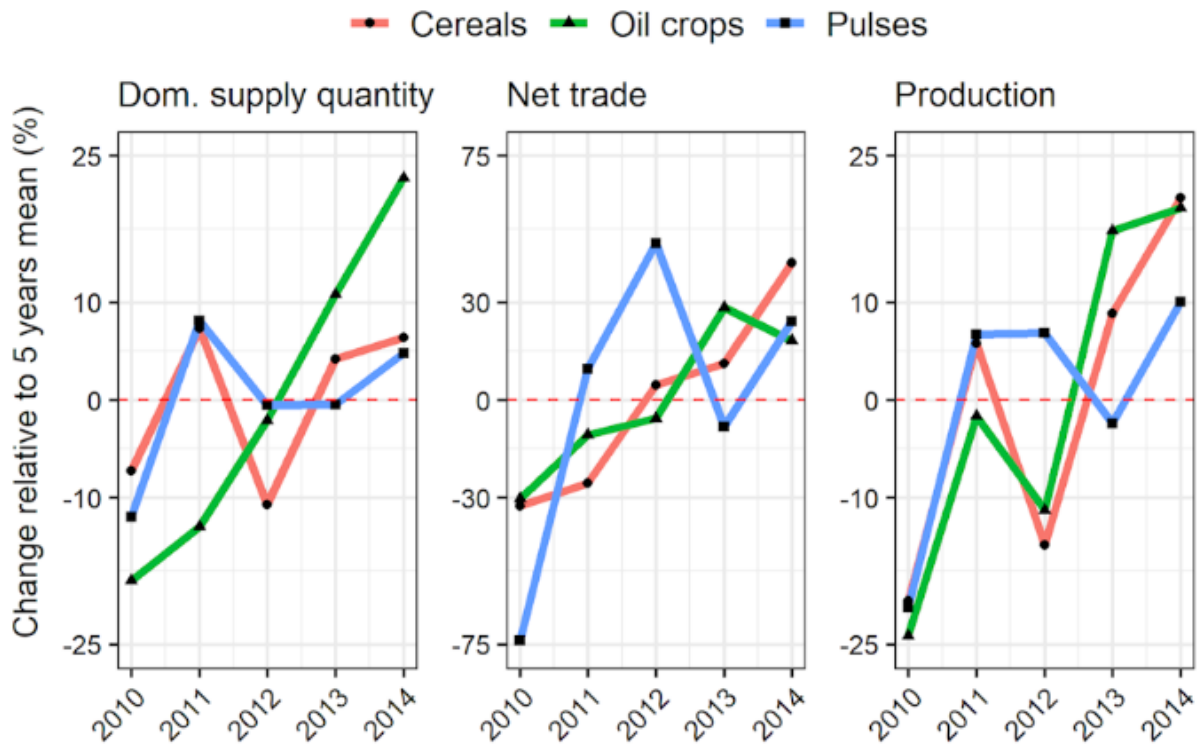 Cereals Oil crops Pulses
Dom. supply quantity Net trade Production
Change relative to 5 years mean (%)
25 75 25
10 30 10
0 0 0
-10 -30 -10
-25 -75 -25
2010 2011 2012 2013 2014 2010 2011 2012 2013 2014 2010 2011 2012 2013 2014